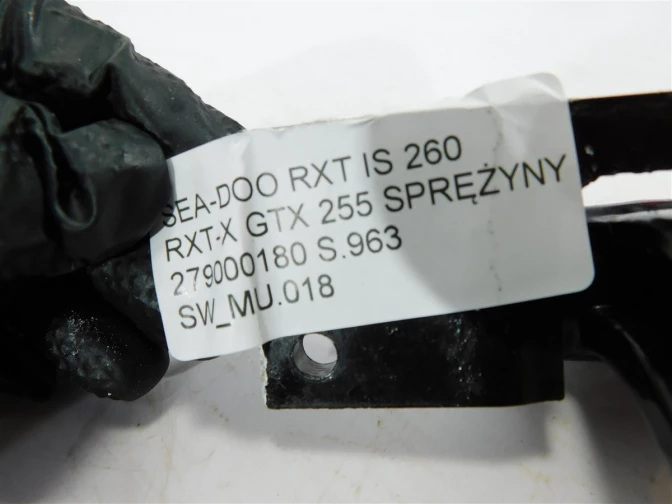 SEA-DOO RXT IS 260
RXT-X GTX 255 SPRĘŻYNY
279000180 S.963
SW_MU.018